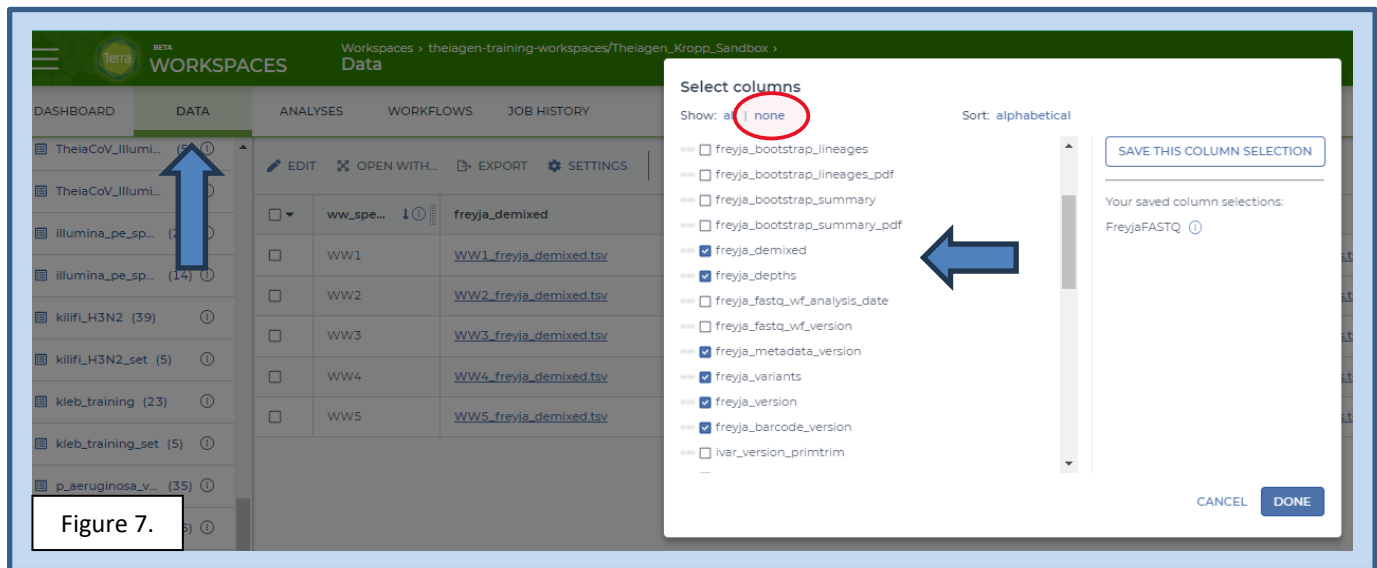 Terra
BETA
WORKSPACES
Workspaces › theiagen-training-workspaces/Theiagen_Kropp_Sandbox ›
Data
DASHBOARD DATA ANALYSES WORKFLOWS JOB HISTORY
TheiaCoV_Illumi...
TheiaCoV_Illumi...
illumina_pe_sp...
illumina_pe_sp... (14)
kilifi_H3N2 (39)
kilifi_H3N2_set (5)
kleb_training (23)
kleb_training_set (5)
p_aeruginosa_v... (35)
EDIT OPEN WITH... EXPORT SETTINGS
ww_spe... freyja_demixed
WW1 WW1_freyja_demixed.tsv
WW2 WW2_freyja_demixed.tsv
WW3 WW3_freyja_demixed.tsv
WW4 WW4_freyja_demixed.tsv
WW5 WW5_freyja_demixed.tsv
Select columns
Show: all | none Sort: alphabetical
freyja_bootstrap_lineages
freyja_bootstrap_lineages_pdf
freyja_bootstrap_summary
freyja_bootstrap_summary_pdf
freyja_demixed
freyja_depths
freyja_fastq_wf_analysis_date
freyja_fastq_wf_version
freyja_metadata_version
freyja_variants
freyja_version
freyja_barcode_version
ivar_version_primtrim
SAVE THIS COLUMN SELECTION
Your saved column selections:
FreyjaFASTQ
CANCEL DONE
Figure 7.